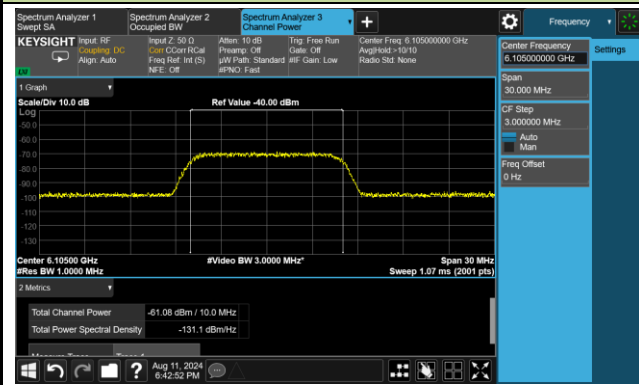 Spectrum Analyzer 1
Swept SA
Spectrum Analyzer 2
Occupied BW
Spectrum Analyzer 3
Channel Power
Frequency
KEYSIGHT
Input: RF
Coupling: DC
Align: Auto
Input Z: 50 Ω
Corr CCorr RCal
Freq Ref: Int (S)
NFE: Off
Atten: 10 dB
Preamp: Off
µW Path: Standard
#PNO: Fast
Trig: Free Run
Gate: Off
#IF Gain: Low
Center Freq: 6.105000000 GHz
Avg|Hold:>10/10
Radio Std: None
1 Graph
Scale/Div 10.0 dB
Ref Value -40.00 dBm
Log
-50.0
-60.0
-70.0
-80.0
-90.0
-100
-110
-120
-130
Center 6.10500 GHz
#Video BW 3.0000 MHz*
Span 30 MHz
#Res BW 1.0000 MHz
Sweep 1.07 ms (2001 pts)
2 Metrics
Total Channel Power
-61.08 dBm / 10.0 MHz
Total Power Spectral Density
-131.1 dBm/Hz
Aug 11, 2024
6:42:52 PM
Center Frequency
6.105000000 GHz
Settings
Span
30.000 MHz
CF Step
3.000000 MHz
Auto
Man
Freq Offset
0 Hz